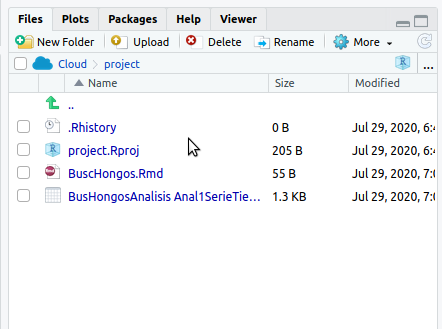 Files Plots Packages Help Viewer
New Folder Upload Delete Rename More
Cloud project ...
Name Size Modified
..
.Rhistory 0 B Jul 29, 2020, 6:4
project.Rproj 205 B Jul 29, 2020, 6:4
BuscHongos.Rmd 55 B Jul 29, 2020, 7:0
BusHongosAnalisis Anal1SerieTie... 1.3 KB Jul 29, 2020, 7:0